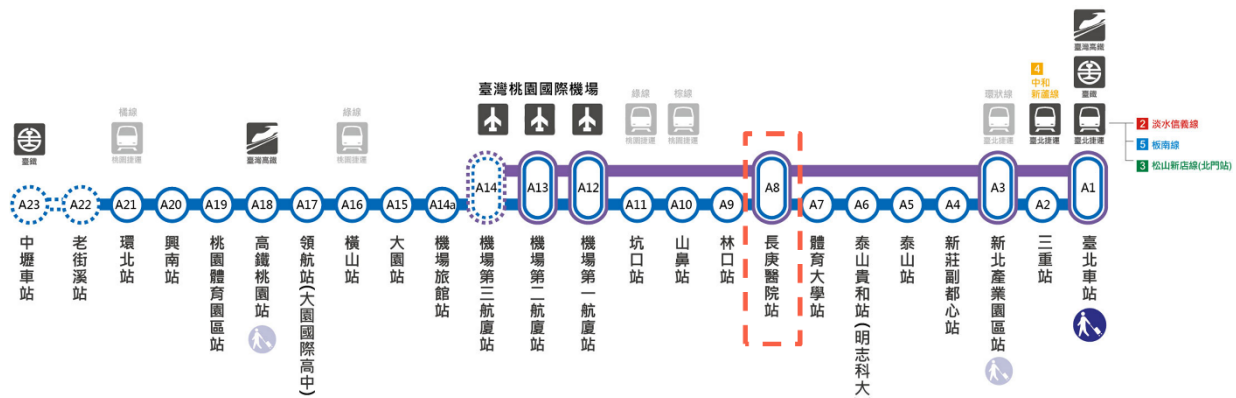 臺灣高鐵
臺灣桃園國際機場
4
中和
新蘆線
臺鐵
橘線
綠線
綠線
棕線
環狀線
臺鐵
桃園捷運
臺灣高鐵
桃園捷運
桃園捷運
桃園捷運
臺北捷運
臺北捷運
臺北捷運
2 淡水信義線
5 板南線
3 松山新店線(北門站)
A23
A22
A21
A20
A19
A18
A17
A16
A15
A14a
A14
A13
A12
A11
A10
A9
A8
A7
A6
A5
A4
A3
A2
A1
中壢車站
老街溪站
環北站
興南站
桃園體育園區站
高鐵桃園站
領航站(大園國際高中)
橫山站
大園站
機場旅館站
機場第三航廈站
機場第二航廈站
機場第一航廈站
坑口站
山鼻站
林口站
長庚醫院站
體育大學站
泰山貴和站(明志科大
泰山站
新莊副都心站
新北產業園區站
三重站
臺北車站